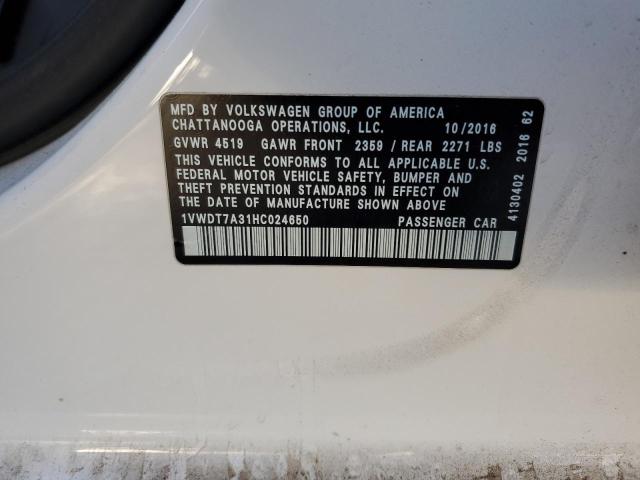 MFD BY VOLKSWAGEN GROUP OF AMERICA
CHATTANOOGA OPERATIONS, LLC. 10/2016
GVWR 4519 GAWR FRONT 2359 / REAR 2271 LBS
THIS VEHICLE CONFORMS TO ALL APPLICABLE U.S.
FEDERAL MOTOR VEHICLE SAFETY, BUMPER AND
THEFT PREVENTION STANDARDS IN EFFECT ON
THE DATE OF MANUFACTURE SHOWN ABOVE
1VWDT7A31HC024650 PASSENGER CAR
4130402 2016 62